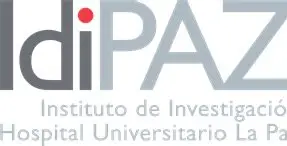 IdiPAZ
Instituto de Investigació
Hospital Universitario La Pa